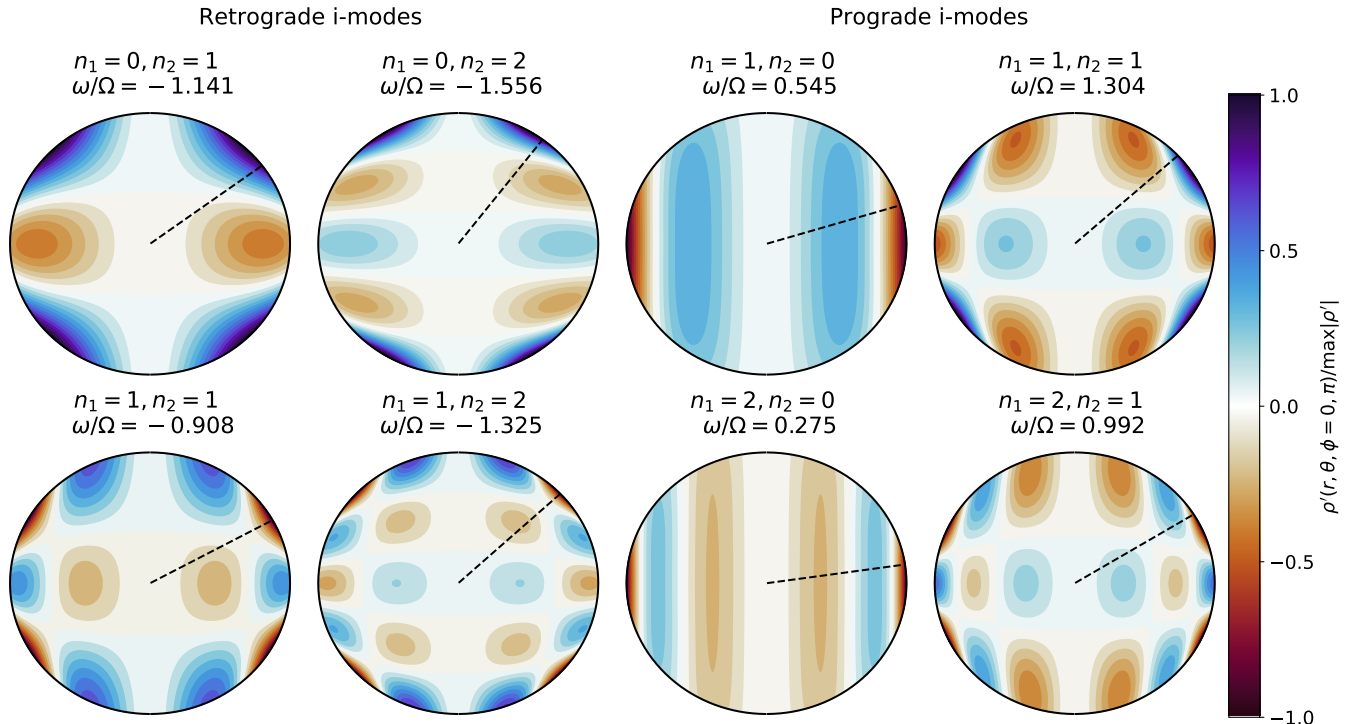 Retrograde i-modes
Prograde i-modes
n₁ = 0, n₂ = 1
ω/Ω = −1.141
n₁ = 0, n₂ = 2
ω/Ω = −1.556
n₁ = 1, n₂ = 0
ω/Ω = 0.545
n₁ = 1, n₂ = 1
ω/Ω = 1.304
n₁ = 1, n₂ = 1
ω/Ω = −0.908
n₁ = 1, n₂ = 2
ω/Ω = −1.325
n₁ = 2, n₂ = 0
ω/Ω = 0.275
n₁ = 2, n₂ = 1
ω/Ω = 0.992
1.0
0.5
0.0
−0.5
−1.0
ρ′(r, θ, ϕ = 0, π)/max|ρ′|